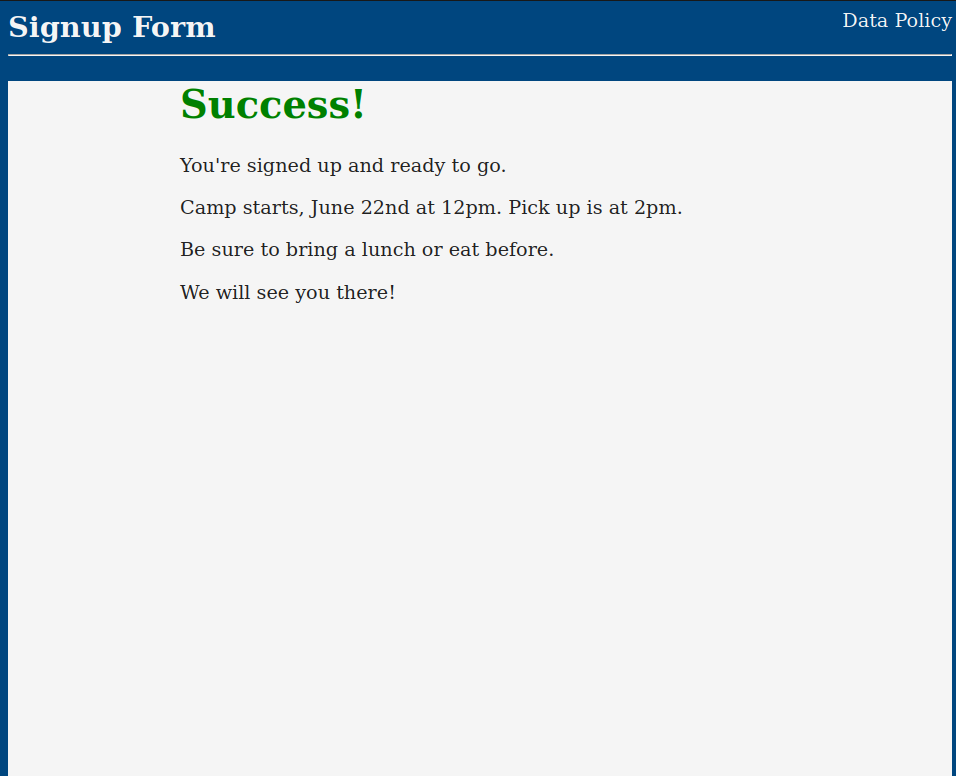 Signup Form
Data Policy
Success!
You're signed up and ready to go.
Camp starts, June 22nd at 12pm. Pick up is at 2pm.
Be sure to bring a lunch or eat before.
We will see you there!